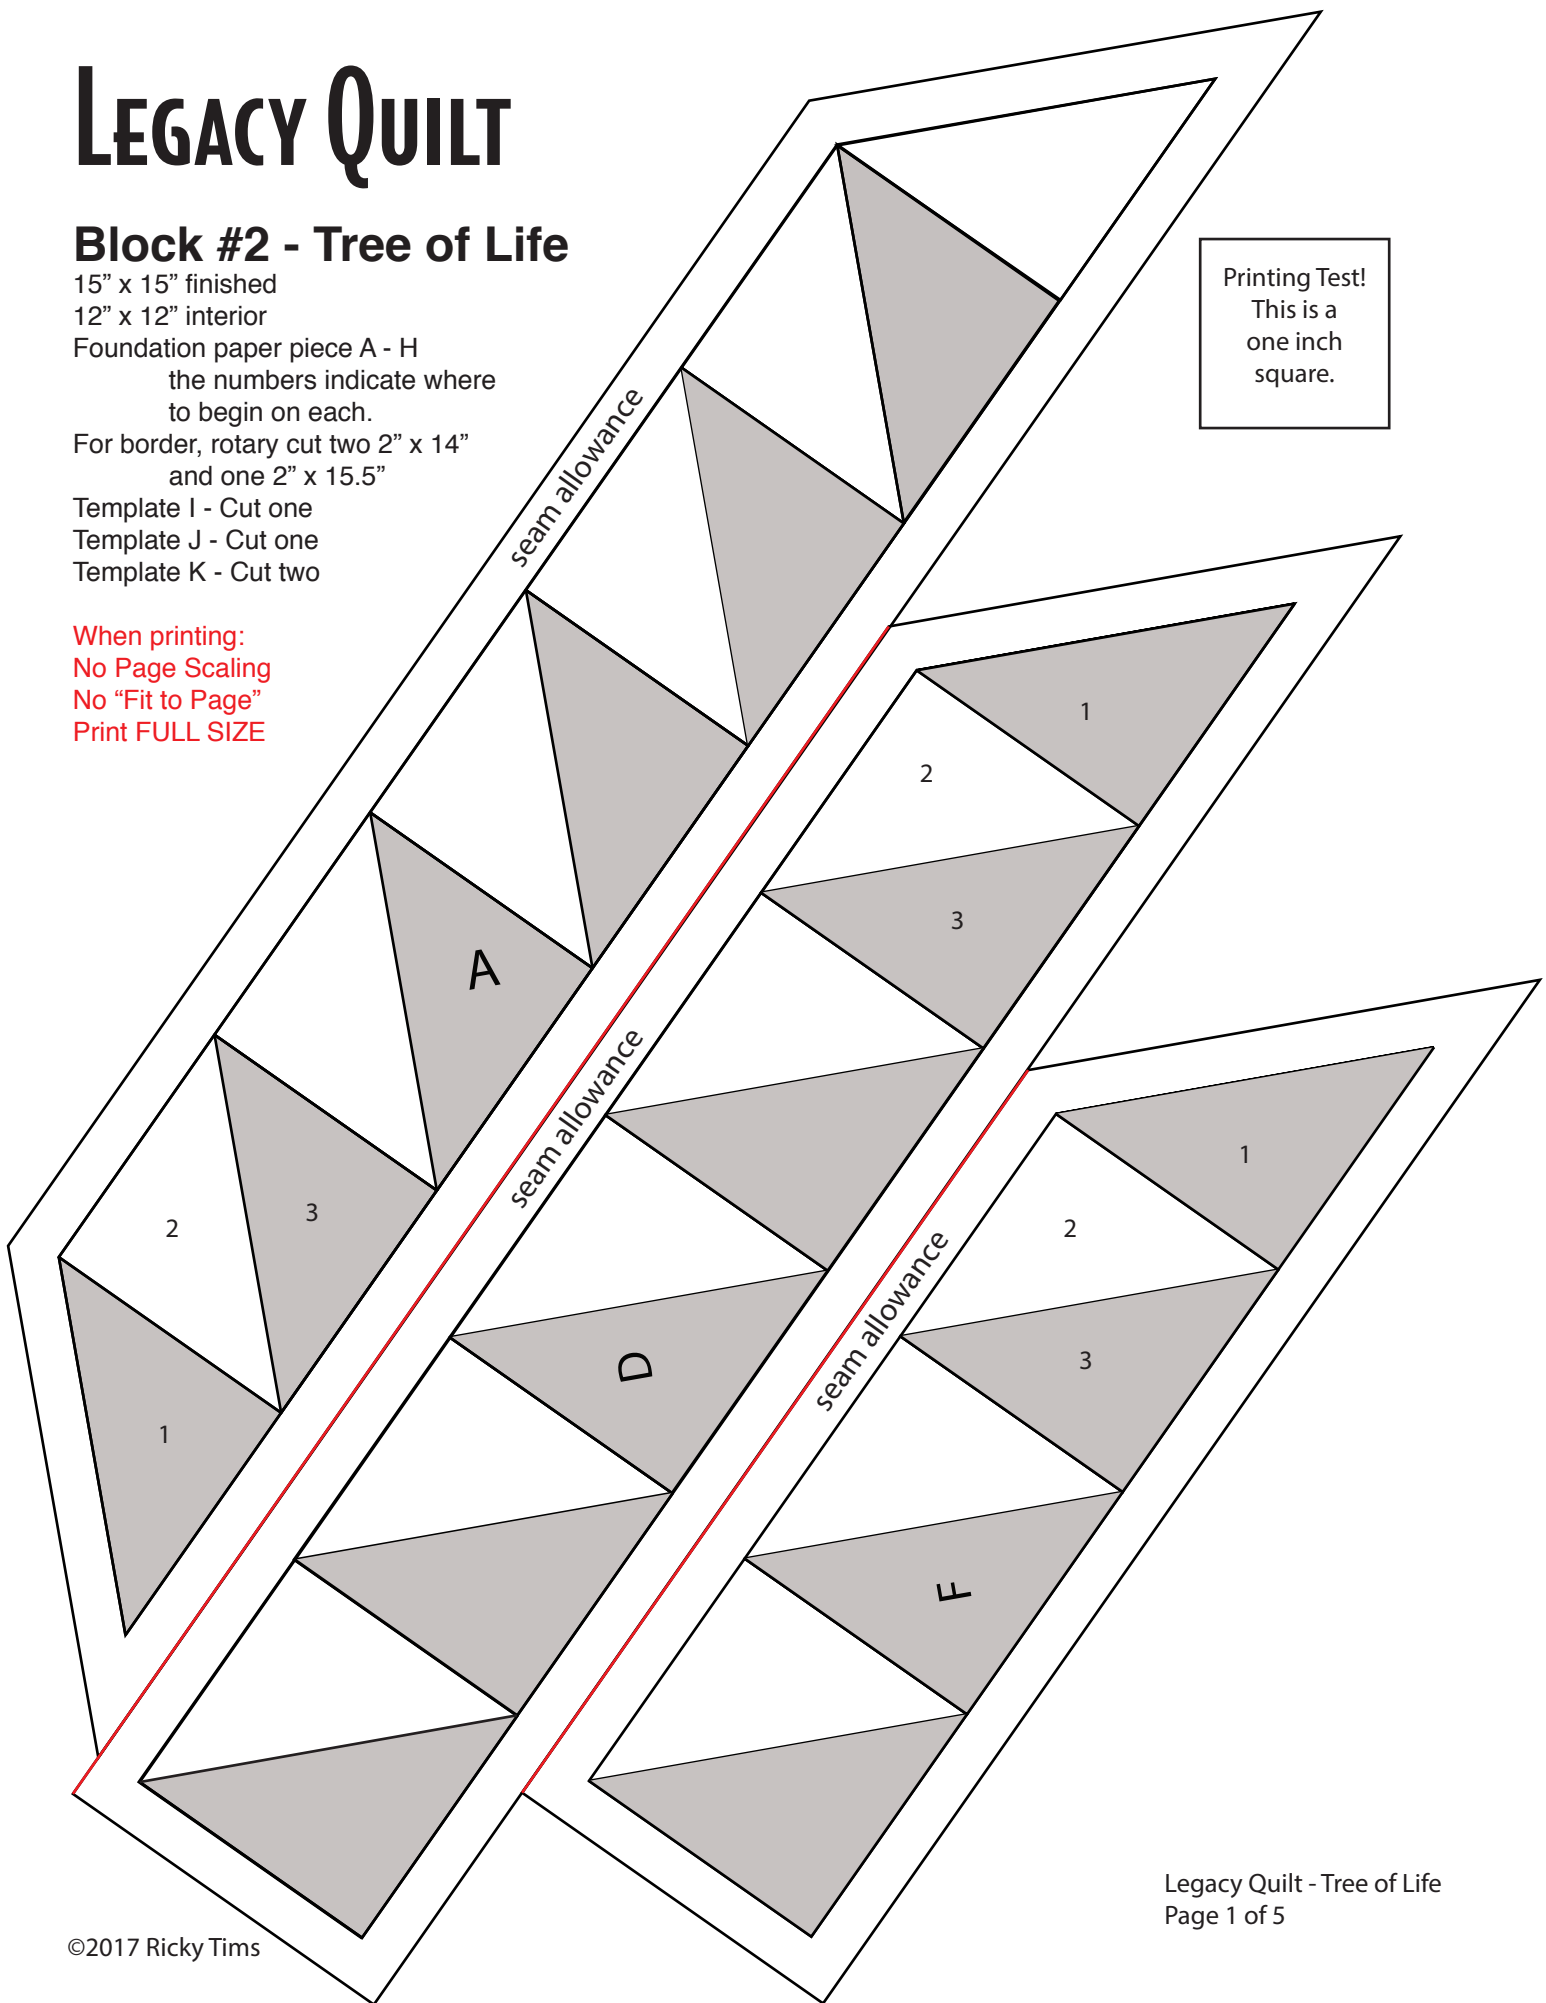 LEGACY QUILT
Block #2 - Tree of Life
15” x 15” finished
12” x 12” interior
Foundation paper piece A - H
the numbers indicate where
to begin on each.
For border, rotary cut two 2” x 14”
and one 2” x 15.5”
Template I - Cut one
Template J - Cut one
Template K - Cut two
When printing:
No Page Scaling
No “Fit to Page”
Print FULL SIZE
Printing Test!
This is a
one inch
square.
seam allowance
A
2
3
1
seam allowance
1
2
3
D
seam allowance
1
2
3
F
Legacy Quilt - Tree of Life
Page 1 of 5
©2017 Ricky Tims